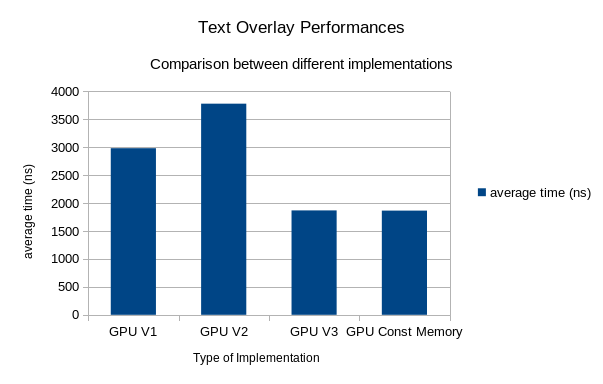 Text Overlay Performances
Comparison between different implementations
4000
3500
3000
2500
2000
1500
1000
500
0
average time (ns)
average time (ns)
GPU V1 GPU V2 GPU V3 GPU Const Memory
Type of Implementation